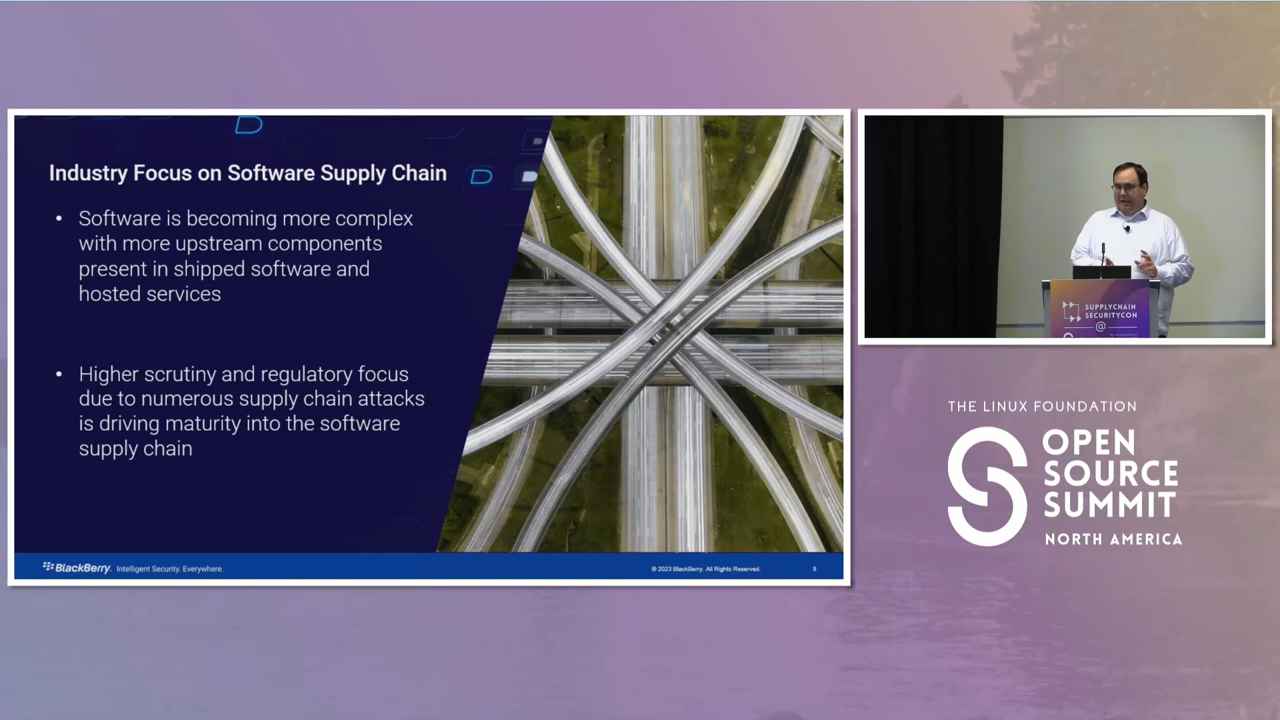 Industry Focus on Software Supply Chain
• Software is becoming more complex
with more upstream components
present in shipped software and
hosted services
• Higher scrutiny and regulatory focus
due to numerous supply chain attacks
is driving maturity into the software
supply chain
BlackBerry. Intelligent Security. Everywhere.
© 2023 BlackBerry. All Rights Reserved.
5
SUPPLYCHAIN
SECURITYCON
@
THE LINUX FOUNDATION
OPEN
SOURCE
SUMMIT
NORTH AMERICA